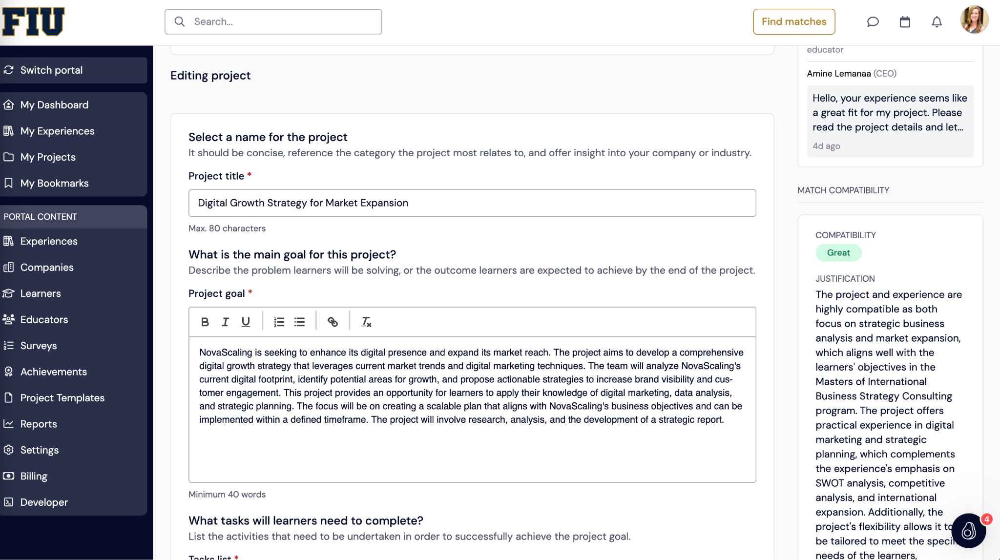 FIU
Search...
Find matches
Switch portal
My Dashboard
My Experiences
My Projects
My Bookmarks
PORTAL CONTENT
Experiences
Companies
Learners
Educators
Surveys
Achievements
Project Templates
Reports
Settings
Billing
Developer
Editing project
Select a name for the project
It should be concise, reference the category the project most relates to, and offer insight into your company or industry.
Project title *
Digital Growth Strategy for Market Expansion
Max. 80 characters
What is the main goal for this project?
Describe the problem learners will be solving, or the outcome learners are expected to achieve by the end of the project.
Project goal *
B I U
NovaScaling is seeking to enhance its digital presence and expand its market reach. The project aims to develop a comprehensive
digital growth strategy that leverages current market trends and digital marketing techniques. The team will analyze NovaScaling's
current digital footprint, identify potential areas for growth, and propose actionable strategies to increase brand visibility and cus-
tomer engagement. This project provides an opportunity for learners to apply their knowledge of digital marketing, data analysis,
and strategic planning. The focus will be on creating a scalable plan that aligns with NovaScaling's business objectives and can be
implemented within a defined timeframe. The project will involve research, analysis, and the development of a strategic report.
Minimum 40 words
What tasks will learners need to complete?
List the activities that need to be undertaken in order to successfully achieve the project goal.
Tasks list *
educator
Amine Lemanaa (CEO)
Hello, your experience seems like
a great fit for my project. Please
read the project details and let...
4d ago
MATCH COMPATIBILITY
COMPATIBILITY
Great
JUSTIFICATION
The project and experience are
highly compatible as both
focus on strategic business
analysis and market expansion,
which aligns well with the
learners' objectives in the
Masters of International
Business Strategy Consulting
program. The project offers
practical experience in digital
marketing and strategic
planning, which complements
the experience's emphasis on
SWOT analysis, competitive
analysis, and international
expansion. Additionally, the
project's flexibility allows it to
be tailored to meet the
needs of the learners,
4